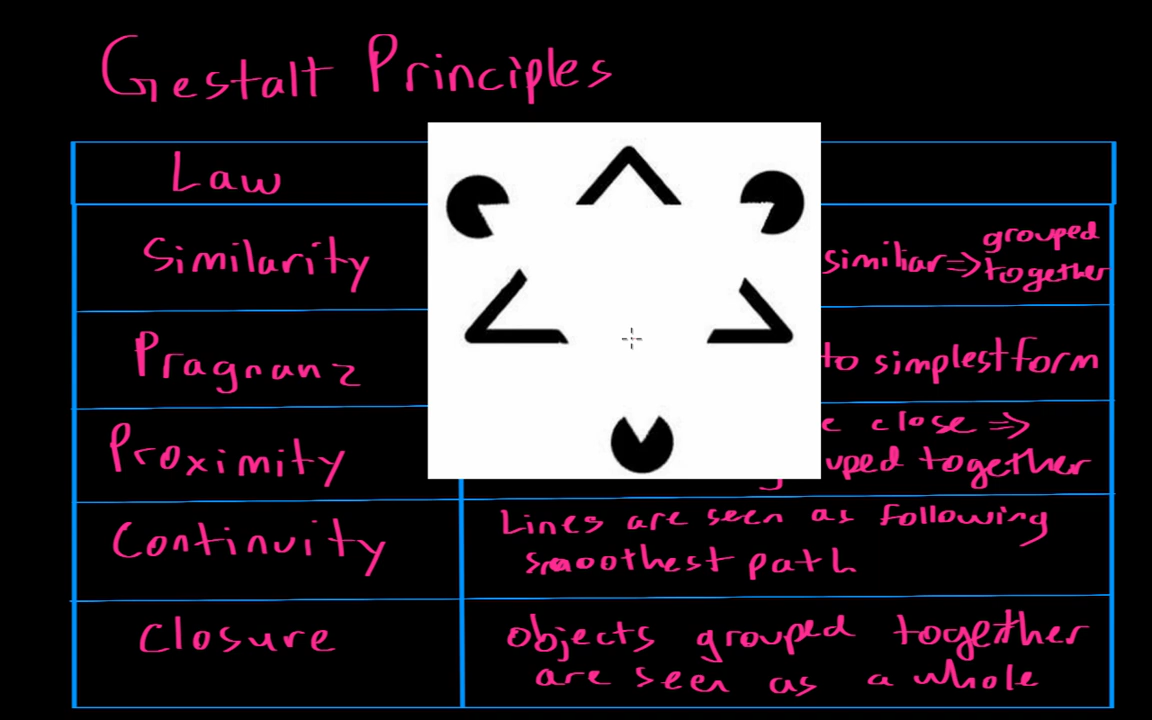 Gestalt Principles
Law
Similarity
similiar => grouped
together
Pragnanz
to simplest form
Proximity
close =>
together
Continuity
Lines are seen as following
smoothest path
Closure
objects grouped together
are seen as a whole